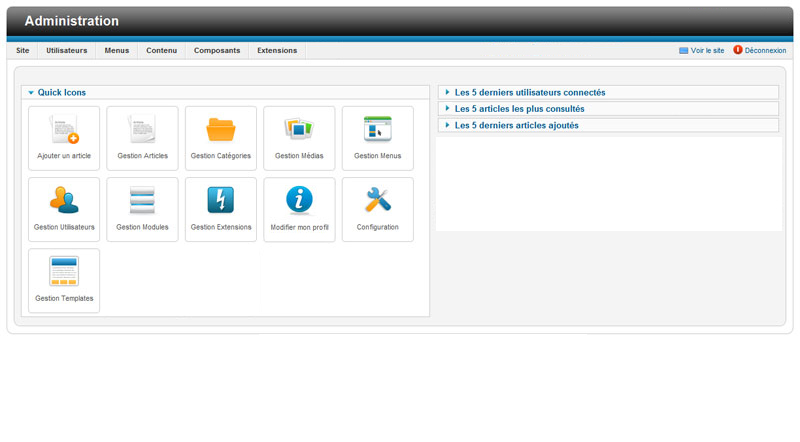 Administration
Site Utilisateurs Menus Contenu Composants Extensions Voir le site Déconnexion
Quick Icons
Ajouter un article Gestion Articles Gestion Catégories Gestion Médias Gestion Menus
Gestion Utilisateurs Gestion Modules Gestion Extensions Modifier mon profil Configuration
Gestion Templates
Les 5 derniers utilisateurs connectés
Les 5 articles les plus consultés
Les 5 derniers articles ajoutés